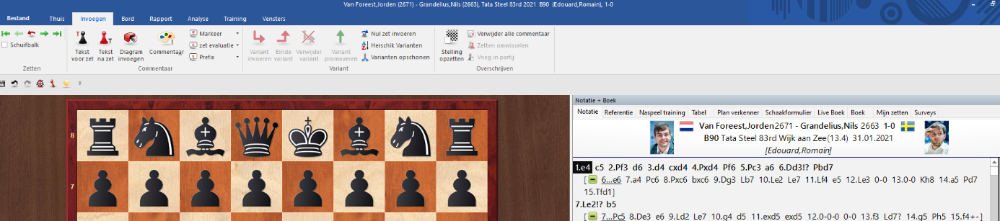 Van Foreest,Jorden (2671) - Grandelius,Nils (2663), Tata Steel 83rd 2021 B90 (Edouard,Romain), 1-0
Bestand Thuis Invoegen Bord Rapport Analyse Training Vensters
Schuifbalk
Zetten
Tekst voor zet
Tekst na zet
Diagram invoegen
Commentaar
Markeer
zet evaluatie
Prefix
Commentaar
Variant invoeren
Einde variant
Verwijder variant
Variant promoveren
Nul zet invoeren
Herschik Varianten
Varianten opschonen
Variant
Stelling opzetten
Verwijder alle commentaar
Zetten omwisselen
Voeg in partij
Overschrijven
8
7
Notatie + Boek
Notatie Referentie Naspeel training Tabel Plan verkenner Schaakformulier Live Boek Boek Mijn zetten Surveys
Van Foreest,Jorden2671 - Grandelius,Nils 2663 1-0
B90 Tata Steel 83rd Wijk aan Zee(13.4) 31.01.2021
[Edouard,Romain]
1.e4 c5 2.Pf3 d6 3.d4 cxd4 4.Pxd4 Pf6 5.Pc3 a6 6.Dd3!? Pbd7
[ 6...e6 7.a4 Pc6 8.Pxc6 bxc6 9.Dg3 Lb7 10.Le2 Le7 11.Lf4 e5 12.Le3 0-0 13.0-0 Kh8 14.a5 Pd7
15.Tfd1]
7.Le2!? b5
[ 7...Pc5 8.De3 e6 9.Ld2 Le7 10.g4 d5 11.exd5 exd5 12.0-0-0 0-0 13.f3 Ld7? 14.g5 Ph5 15.f4+-]